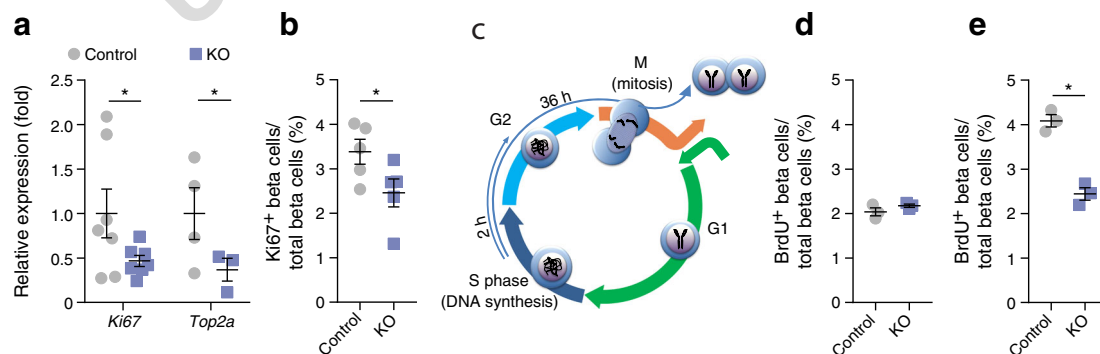 a
Control KO
Relative expression (fold)
2.5
2.0
1.5
1.0
0.5
0
*
*
Ki67
Top2a
b
Ki67+ beta cells/
total beta cells (%)
5
4
3
2
1
0
*
Control
KO
c
M
(mitosis)
36 h
G2
2 h
G1
S phase
(DNA synthesis)
d
BrdU+ beta cells/
total beta cells (%)
5
4
3
2
1
0
Control
KO
e
BrdU+ beta cells/
total beta cells (%)
5
4
3
2
1
0
*
Control
KO